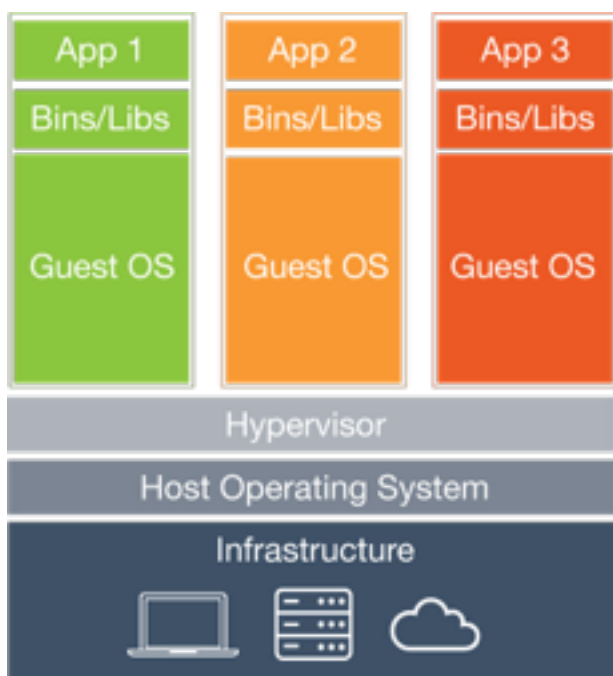 App 1
App 2
App 3
Bins/Libs
Bins/Libs
Bins/Libs
Guest OS
Guest OS
Guest OS
Hypervisor
Host Operating System
Infrastructure